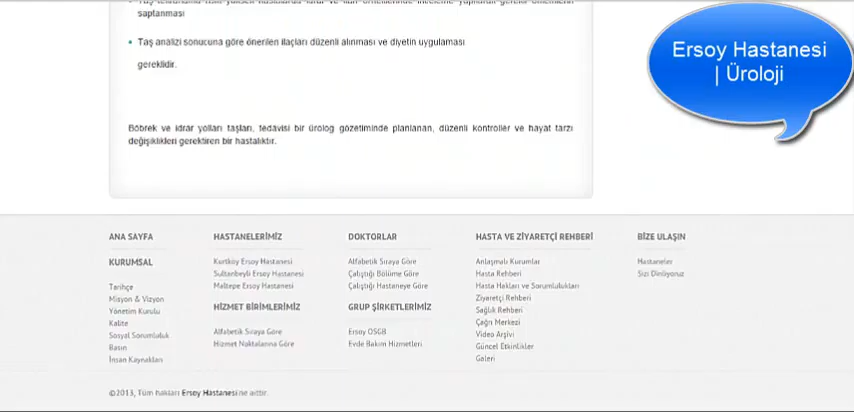 saptanması
Taş analizi sonucuna göre önerilen ilaçları düzenli alınması ve diyetin uygulaması
gereklidir.
Böbrek ve idrar yolları taşları, tedavisi bir ürolog gözetiminde planlanan, düzenli kontroller ve hayat tarzı
değişiklikleri gerektiren bir hastalıktır.
Ersoy Hastanesi
| Üroloji
ANA SAYFA
KURUMSAL
Tarihçe
Misyon & Vizyon
Yönetim Kurulu
Kalite
Sosyal Sorumluluk
Basın
İnsan Kaynakları
HASTANELERİMİZ
Kurtköy Ersoy Hastanesi
Sultanbeyli Ersoy Hastanesi
Maltepe Ersoy Hastanesi
HİZMET BİRİMLERİMİZ
Alfabetik Sıraya Göre
Hizmet Noktalarına Göre
DOKTORLAR
Alfabetik Sıraya Göre
Çalıştığı Bölüme Göre
Çalıştığı Hastaneye Göre
GRUP ŞİRKETLERİMİZ
Ersoy OSGB
Evde Bakım Hizmetleri
HASTA VE ZİYARETÇİ REHBERİ
Anlaşmalı Kurumlar
Hasta Rehberi
Hasta Hakları ve Sorumlulukları
Ziyaretçi Rehberi
Sağlık Rehberi
Çağrı Merkezi
Video Arşivi
Güncel Etkinlikler
Galeri
BİZE ULAŞIN
Hastaneler
Sizi Dinliyoruz
©2013, Tüm hakları Ersoy Hastanesi'ne aittir.